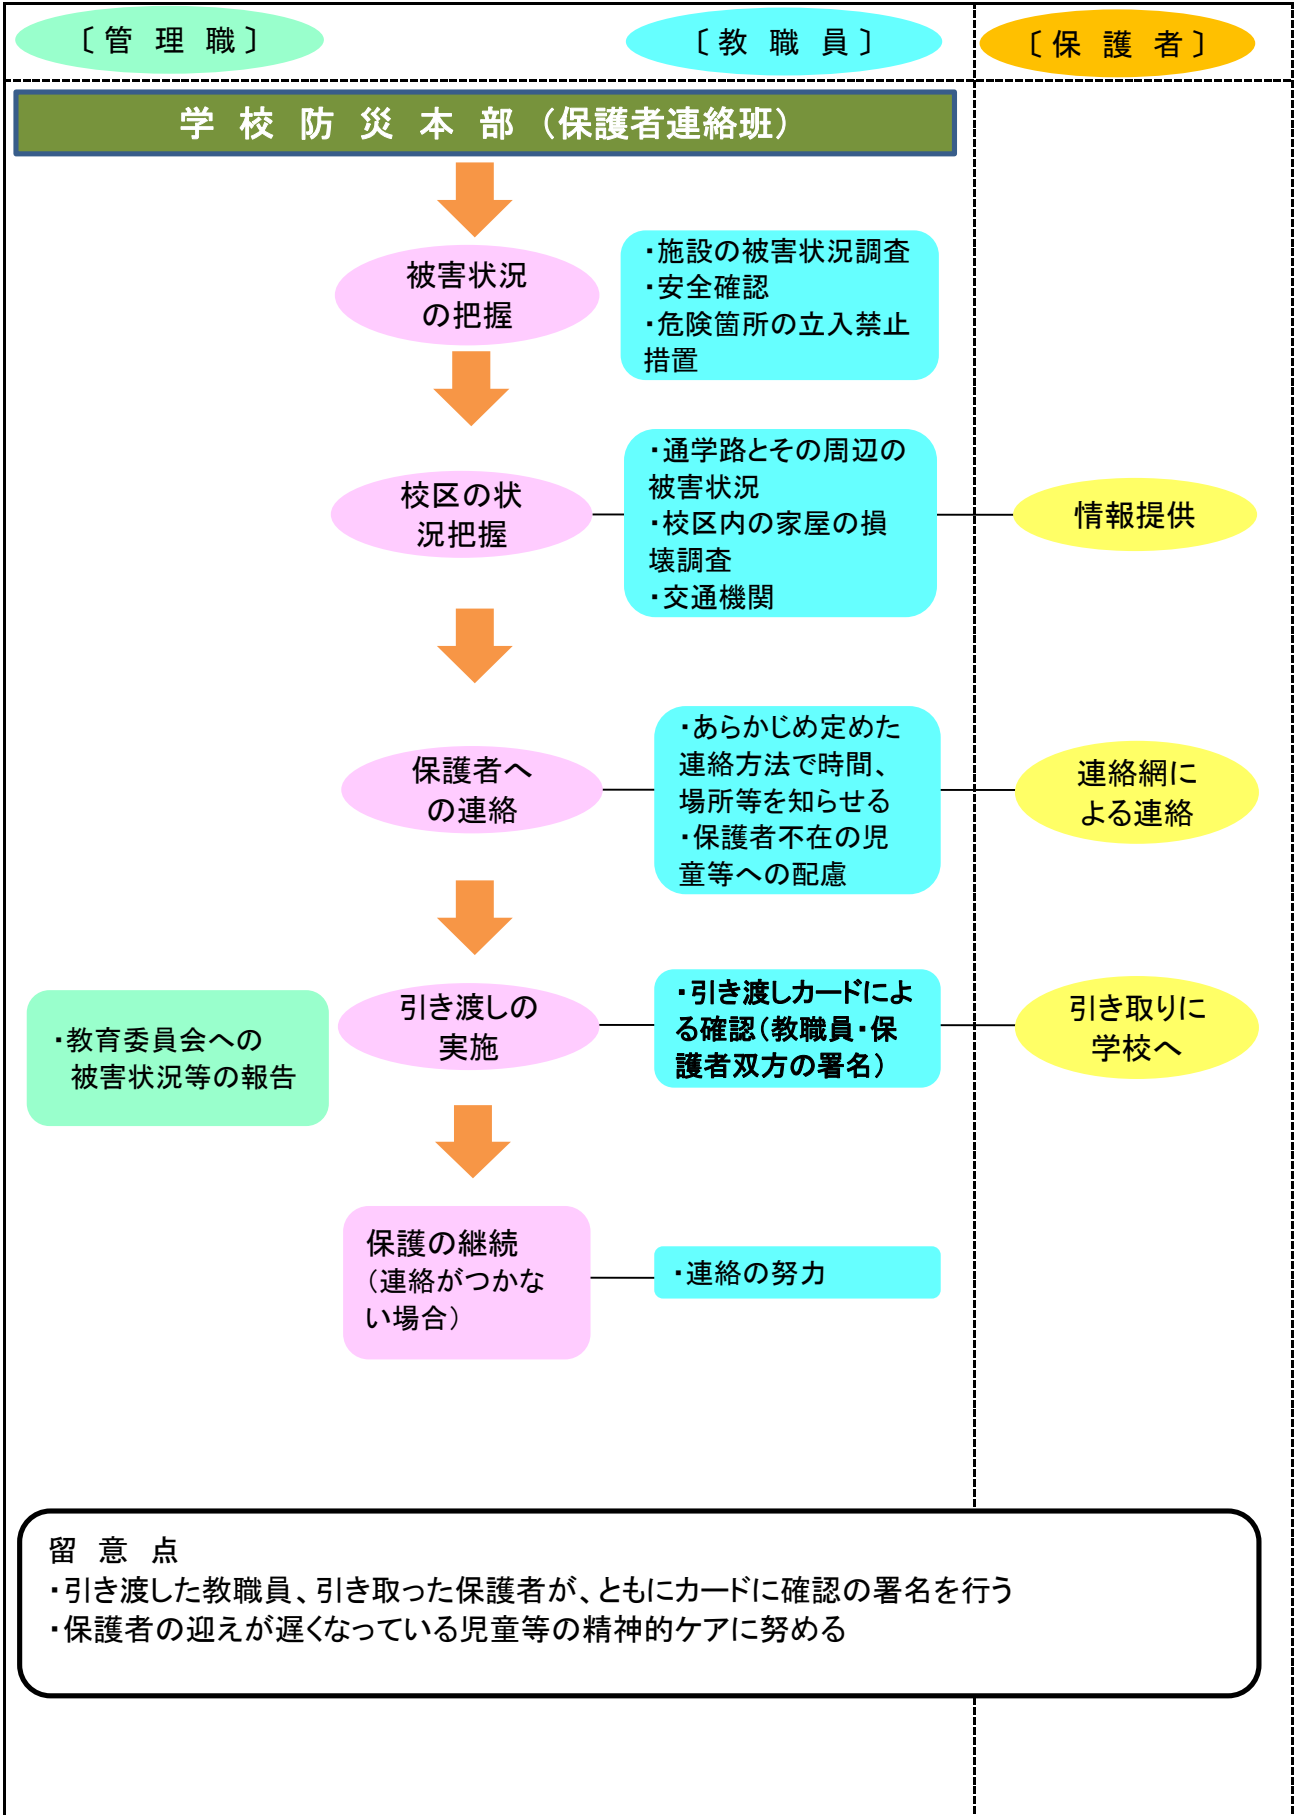 〔管 理 職〕
〔教 職 員〕
〔保 護 者〕
学 校 防 災 本 部 （保護者連絡班）
被害状況
の把握
・施設の被害状況調査
・安全確認
・危険箇所の立入禁止
措置
校区の状
況把握
・通学路とその周辺の
被害状況
・校区内の家屋の損
壊調査
・交通機関
情報提供
保護者へ
の連絡
・あらかじめ定めた
連絡方法で時間、
場所等を知らせる
・保護者不在の児
童等への配慮
連絡網に
よる連絡
・教育委員会への
被害状況等の報告
引き渡しの
実施
・引き渡しカードによ
る確認（教職員・保
護者双方の署名）
引き取りに
学校へ
保護の継続
（連絡がつかな
い場合）
・連絡の努力
留 意 点
・引き渡した教職員、引き取った保護者が、ともにカードに確認の署名を行う
・保護者の迎えが遅くなっている児童等の精神的ケアに努める